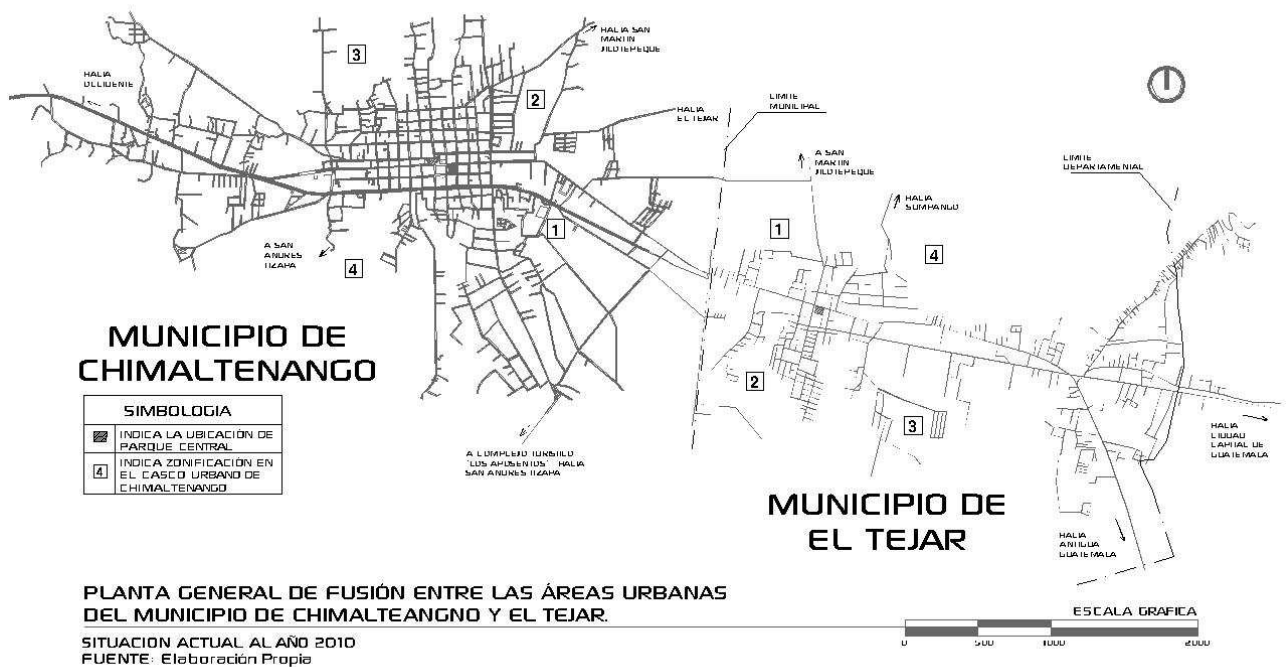 HACIA SAN
MARTIN
JILOTEPEQUE
3
HACIA
OCCIDENTE
2
HACIA
EL TEJAR
LIMITE
MUNICIPAL
A SAN
MARTIN
JILOTEPEQUE
LIMITE
DEPARTAMENTAL
HACIA
SUMPANGO
1
1
4
A SAN
ANDRES
ITZAPA
4
MUNICIPIO DE
CHIMALTENANGO
2
3
SIMBOLOGIA
INDICA LA UBICACIÓN DE
PARQUE CENTRAL
4
INDICA ZONIFICACIÓN EN
EL CASCO URBANO DE
CHIMALTENANGO
A COMPLEJO TURISTICO
"LOS APOSENTOS" HACIA
SAN ANDRES ITZAPA
HACIA
CIUDAD
CAPITAL DE
GUATEMALA
MUNICIPIO DE
EL TEJAR
HACIA
ANTIGUA
GUATEMALA
PLANTA GENERAL DE FUSIÓN ENTRE LAS ÁREAS URBANAS
DEL MUNICIPIO DE CHIMALTEANGNO Y EL TEJAR.
ESCALA GRAFICA
SITUACION ACTUAL AL AÑO 2010
FUENTE: Elaboración Propia
0 500 1000 2000